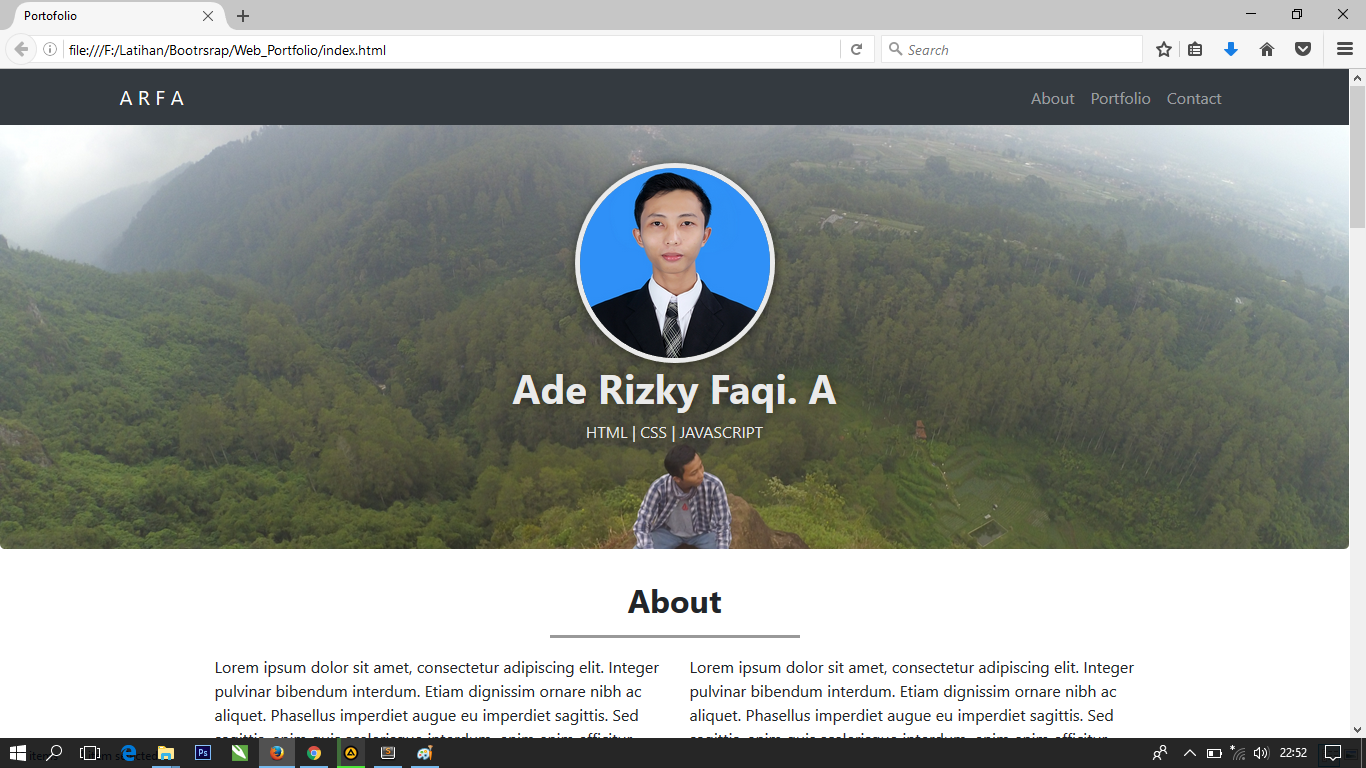 Portofolio
file:///F:/Latihan/Bootrsrap/Web_Portfolio/index.html
Search
A R F A
About Portfolio Contact
Ade Rizky Faqi. A
HTML | CSS | JAVASCRIPT
About
Lorem ipsum dolor sit amet, consectetur adipiscing elit. Integer
pulvinar bibendum interdum. Etiam dignissim ornare nibh ac
aliquet. Phasellus imperdiet augue eu imperdiet sagittis. Sed
Lorem ipsum dolor sit amet, consectetur adipiscing elit. Integer
pulvinar bibendum interdum. Etiam dignissim ornare nibh ac
aliquet. Phasellus imperdiet augue eu imperdiet sagittis. Sed
Ps
22:52